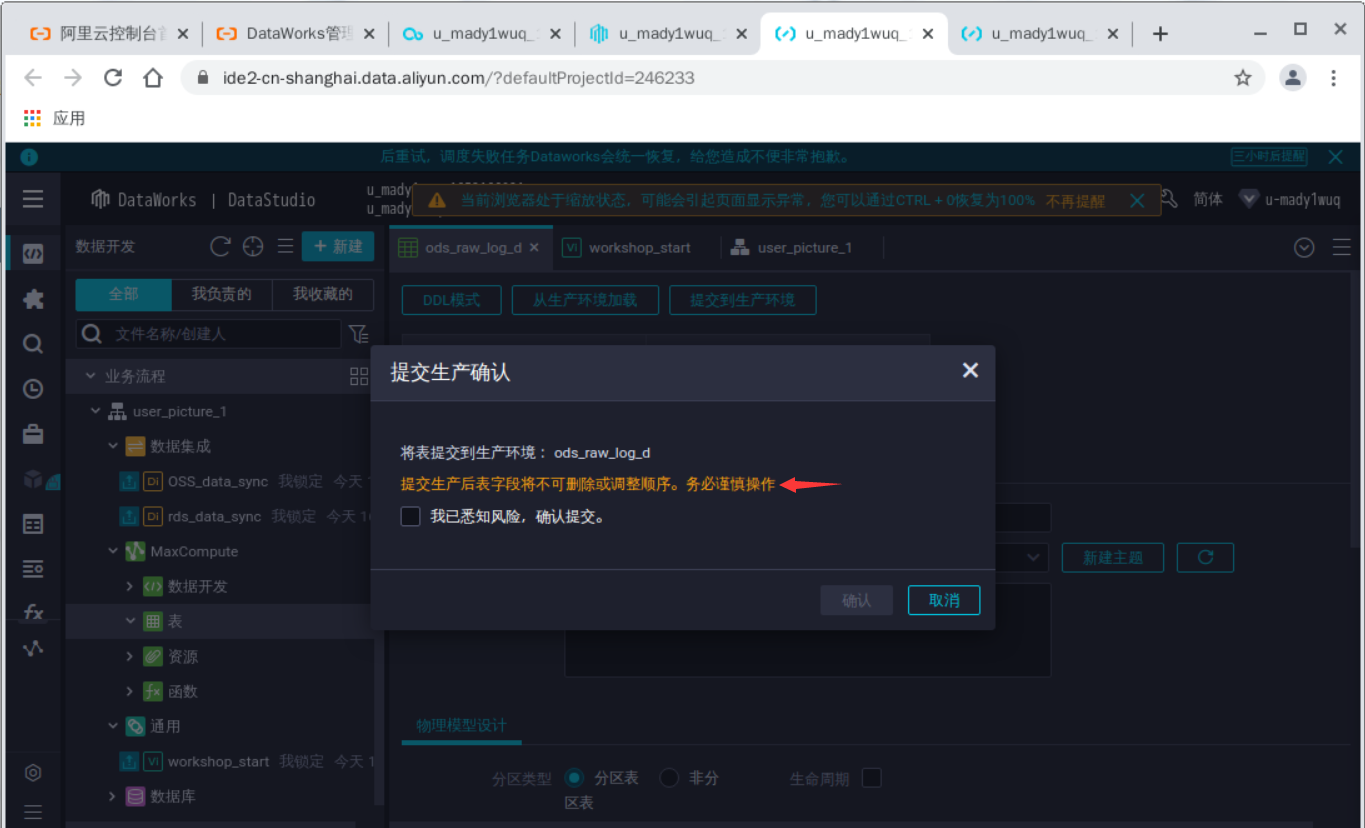 阿里云控制台
DataWorks管理
u_mady1wuq_
u_mady1wuq_
u_mady1wuq_
u_mady1wuq_
ide2-cn-shanghai.data.aliyun.com/?defaultProjectId=246233
应用
后重试，调度失败任务Dataworks会统一恢复，给您造成不便非常抱歉。
三小时后提醒
DataWorks | DataStudio
u_mady
u_mady
当前浏览器处于缩放状态，可能会引起页面显示异常，您可以通过CTRL + 0恢复为100%
不再提醒
简体
u-mady1wuq
数据开发
+ 新建
ods_raw_log_d
VI workshop_start
user_picture_1
全部
我负责的
我收藏的
DDL模式
从生产环境加载
提交到生产环境
文件名称/创建人
业务流程
user_picture_1
数据集成
Di OSS_data_sync 我锁定 今天 1
Di rds_data_sync 我锁定 今天 1
MaxCompute
数据开发
表
资源
函数
通用
VI workshop_start 我锁定 今天 1
数据库
fx
提交生产确认
将表提交到生产环境： ods_raw_log_d
提交生产后表字段将不可删除或调整顺序。务必谨慎操作
我已悉知风险，确认提交。
确认
取消
新建主题
物理模型设计
分区类型
分区表
非分
区表
生命周期